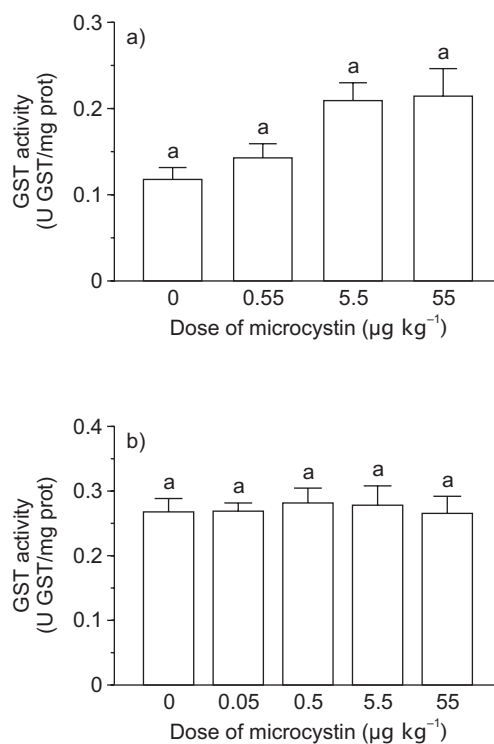 a)
0.3
0.2
0.1
0
GST activity
(U GST/mg prot)
a
a
a
a
0
0.55
5.5
55
Dose of microcystin (µg kg⁻¹)
b)
0.4
0.3
0.2
0.1
0
GST activity
(U GST/mg prot)
a
a
a
a
a
0
0.05
0.5
5.5
55
Dose of microcystin (µg kg⁻¹)